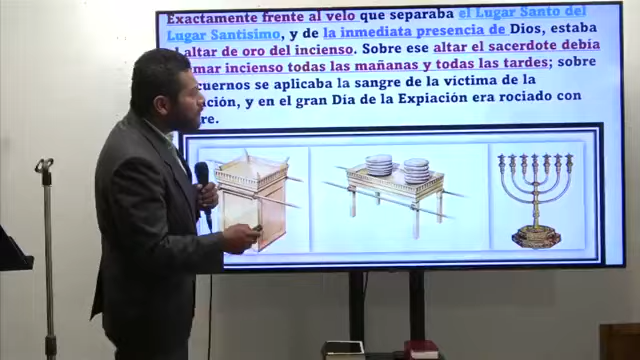 Exactamente frente al velo que separaba el Lugar Santo del
Lugar Santísimo, y de la inmediata presencia de Dios, estaba
altar de oro del incienso. Sobre ese altar el sacerdote debía
incienso todas las mañanas y todas las tardes; sobre
cuernos se aplicaba la sangre de la víctima de la
y en el gran Día de la Expiación era rociado con